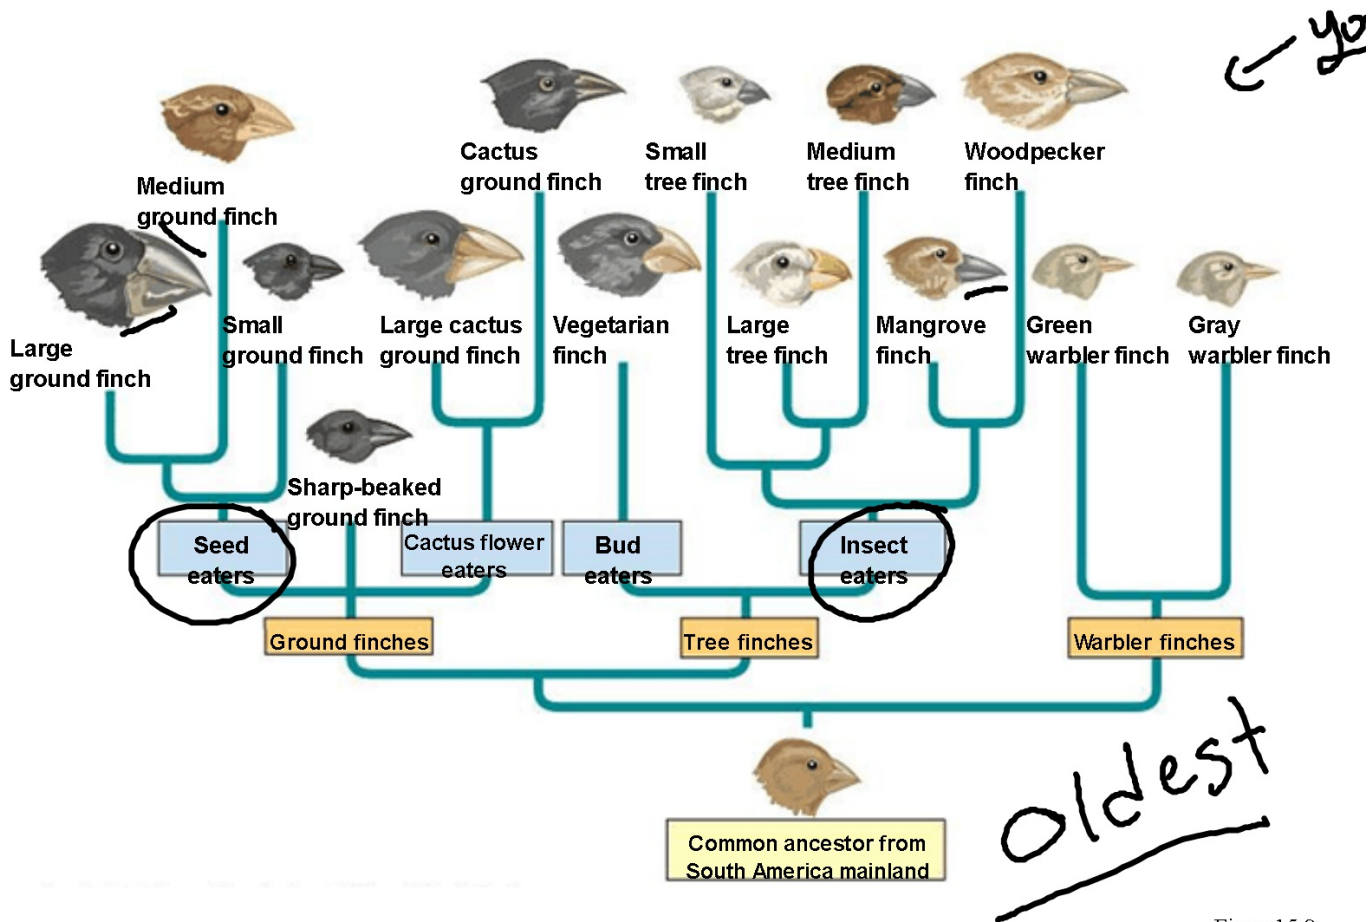 Cactus
ground finch
Small
tree finch
Medium
tree finch
Woodpecker
finch
Medium
ground finch
Large
ground finch
Small
ground finch
Large cactus
ground finch
Vegetarian
finch
Large
tree finch
Mangrove
finch
Green
warbler finch
Gray
warbler finch
Sharp-beaked
ground finch
Seed
eaters
Cactus flower
eaters
Bud
eaters
Insect
eaters
Ground finches
Tree finches
Warbler finches
oldest
Common ancestor from
South America mainland